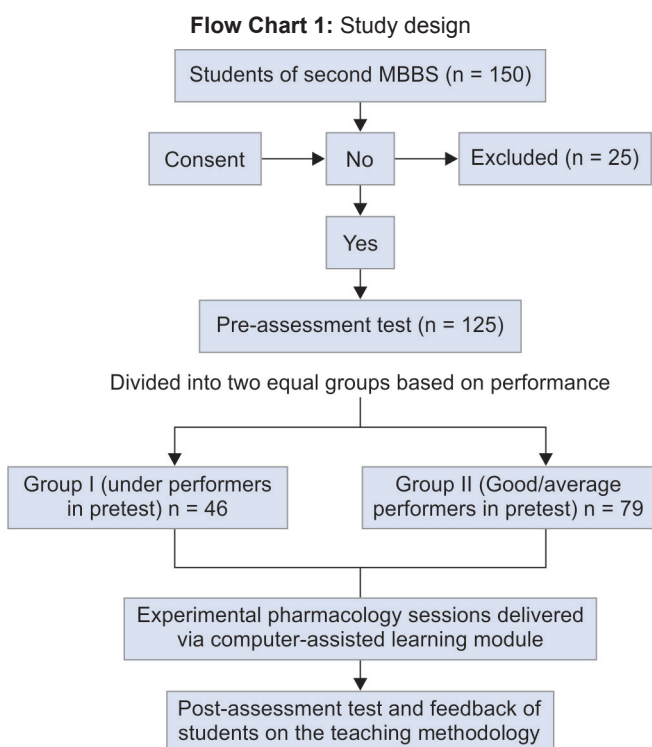 Flow Chart 1: Study design
Students of second MBBS (n = 150)
Consent
No
Excluded (n = 25)
Yes
Pre-assessment test (n = 125)
Divided into two equal groups based on performance
Group I (under performers
in pretest) n = 46
Group II (Good/average
performers in pretest) n = 79
Experimental pharmacology sessions delivered
via computer-assisted learning module
Post-assessment test and feedback of
students on the teaching methodology